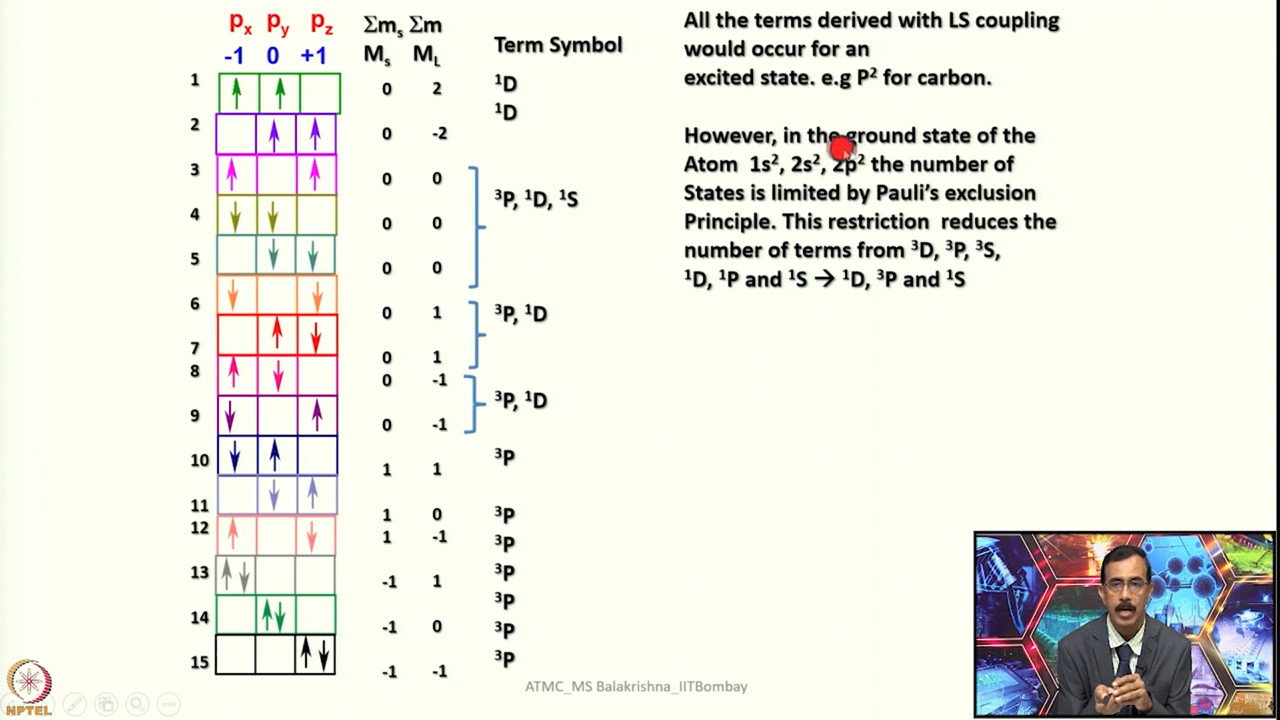 px py pz
-1 0 +1
Σms Σm
Ms ML
Term Symbol
1 0 2 ¹D
¹D
2 0 -2
3 0 0
4 0 0 ³P, ¹D, ¹S
5 0 0
6 0 1 ³P, ¹D
7 0 1
8 0 -1
9 0 -1 ³P, ¹D
10 1 1 ³P
11 1 0 ³P
12 1 -1 ³P
13 -1 1 ³P
14 -1 0 ³P
³P
15 -1 -1 ³P
All the terms derived with LS coupling
would occur for an
excited state. e.g P² for carbon.
However, in the ground state of the
Atom 1s², 2s², 2p² the number of
States is limited by Pauli’s exclusion
Principle. This restriction reduces the
number of terms from ³D, ³P, ³S,
¹D, ¹P and ¹S → ¹D, ³P and ¹S
ATMC_MS Balakrishna_IITBombay
NPTEL